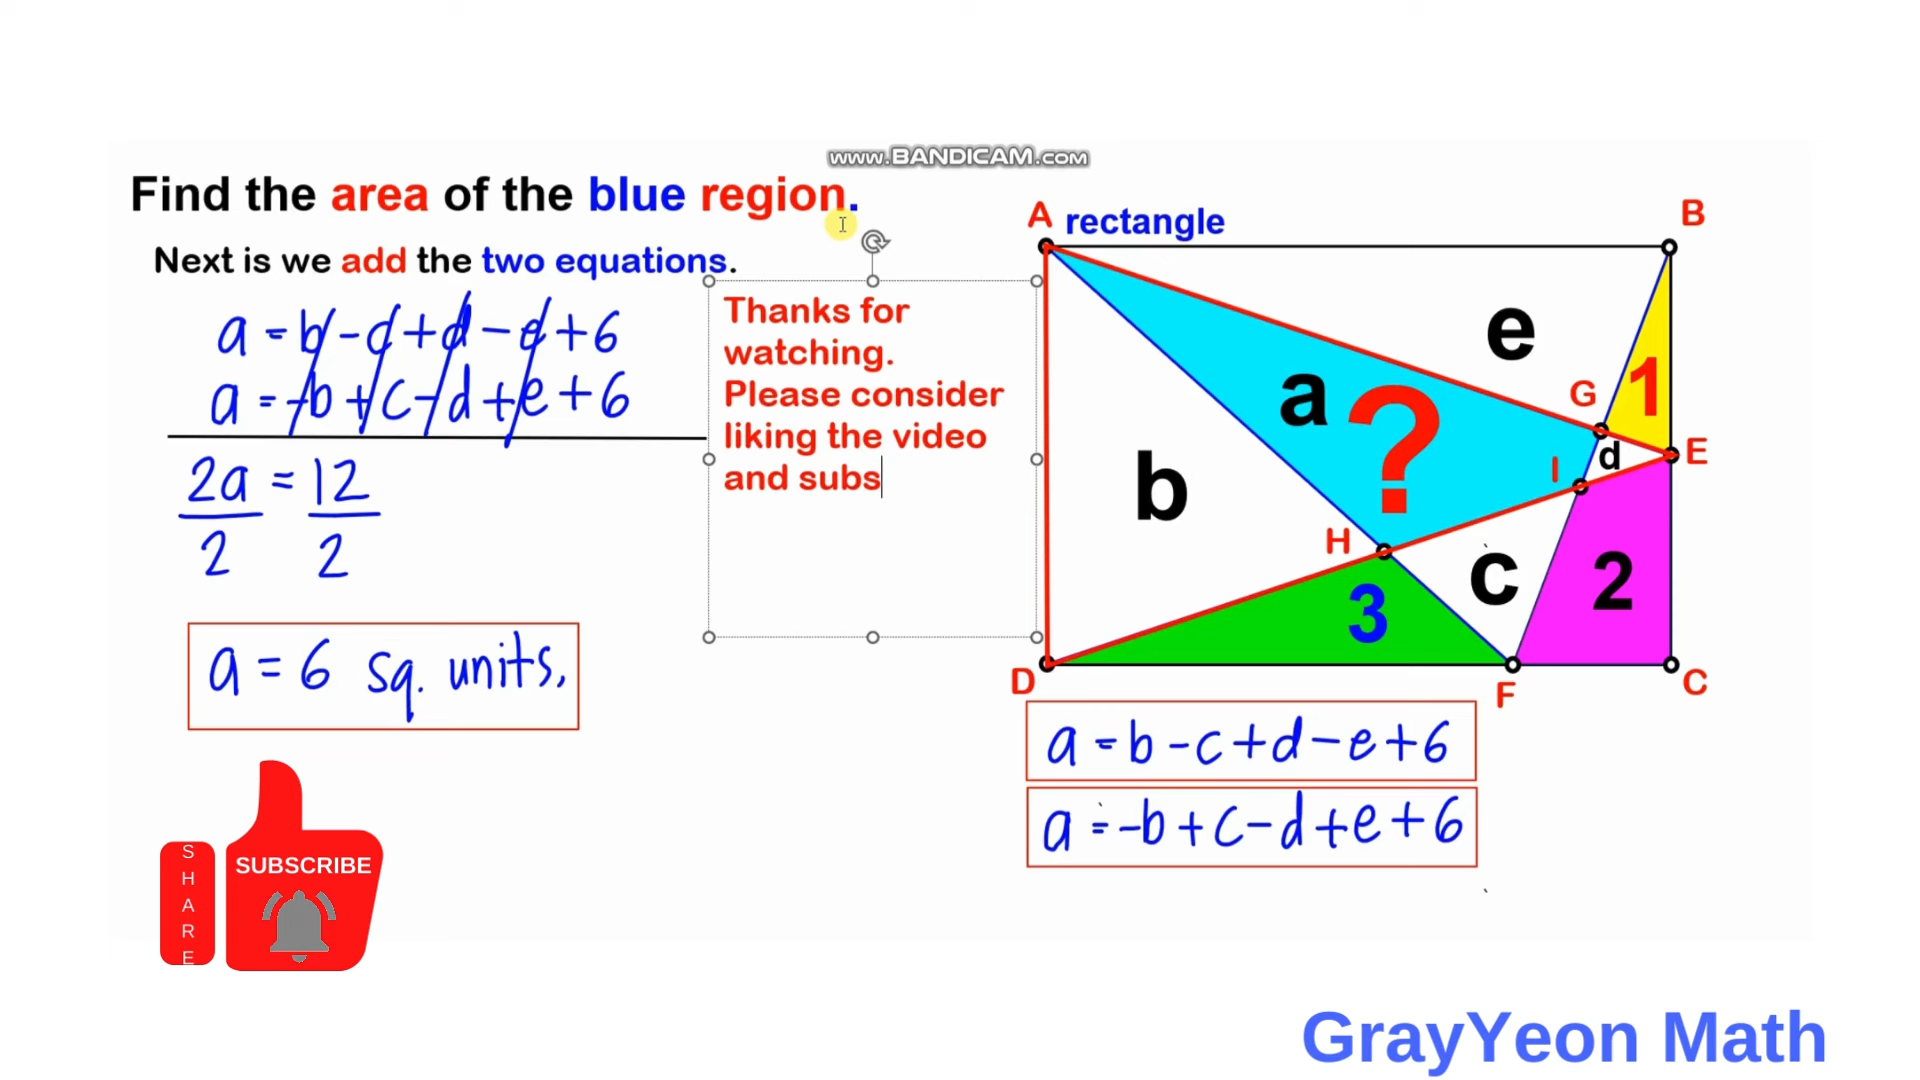 www.BANDICAM.com
Find the area of the blue region.
Next is we add the two equations.
a = b - c + d - e + 6
a = -b + c - d + e + 6
2a = 12
2 2
a = 6 sq. units.
Thanks for
watching.
Please consider
liking the video
and subs
A rectangle B
e
G 1
a ?
I d E
b
H
c 2
3
D F C
a = b - c + d - e + 6
a = -b + c - d + e + 6
SHARE
SUBSCRIBE
GrayYeon Math